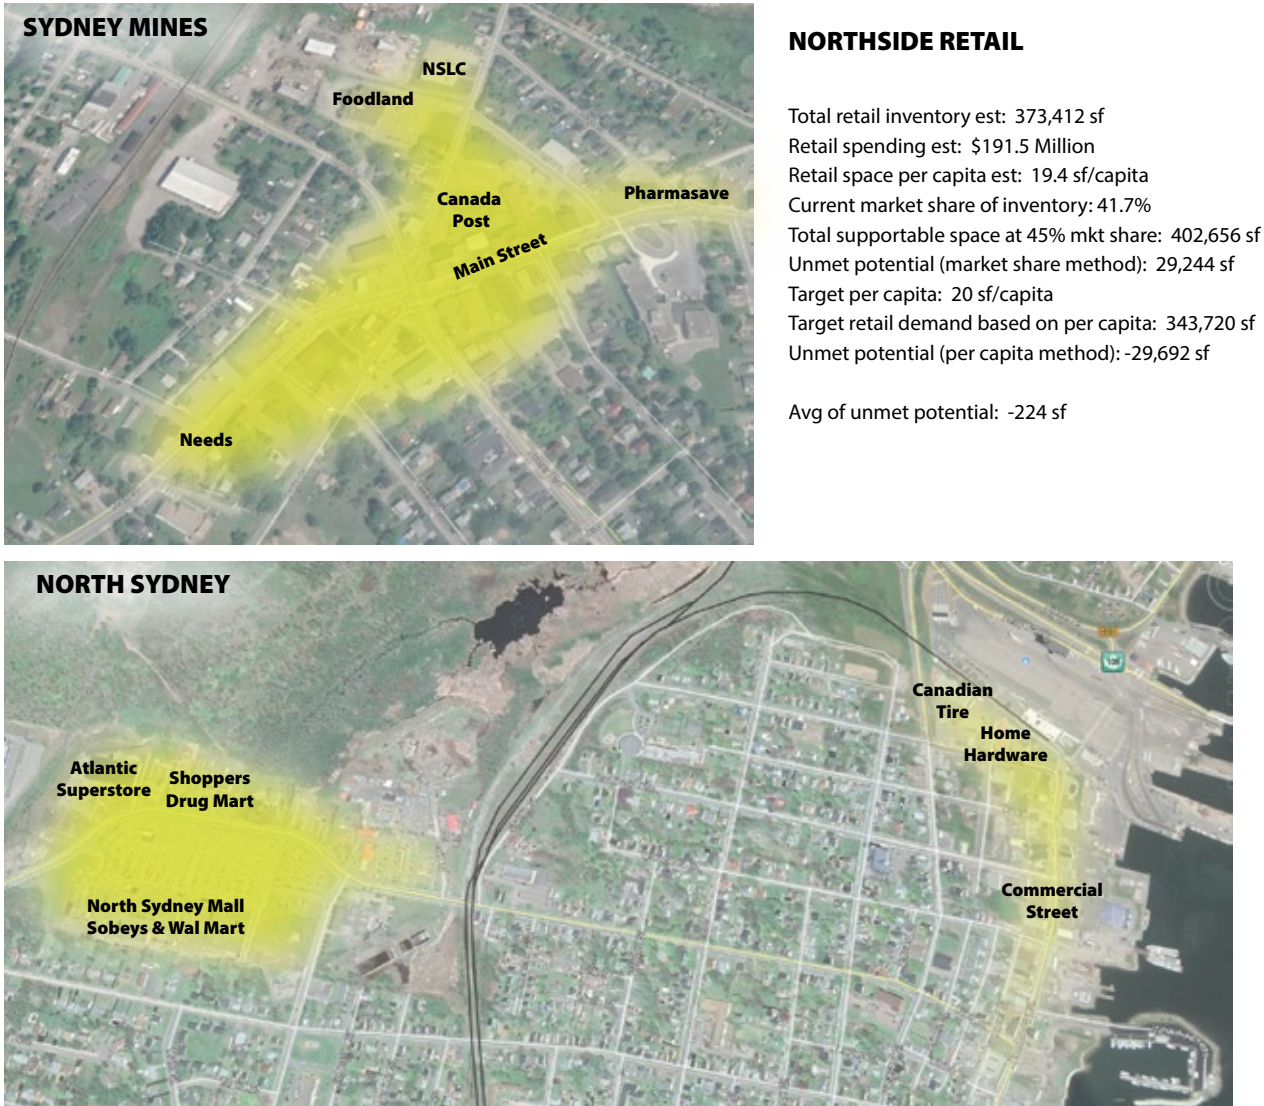 SYDNEY MINES
NSLC
Foodland
Canada
Post
Pharmasave
Main Street
Needs
NORTHSIDE RETAIL
Total retail inventory est: 373,412 sf
Retail spending est: $191.5 Million
Retail space per capita est: 19.4 sf/capita
Current market share of inventory: 41.7%
Total supportable space at 45% mkt share: 402,656 sf
Unmet potential (market share method): 29,244 sf
Target per capita: 20 sf/capita
Target retail demand based on per capita: 343,720 sf
Unmet potential (per capita method): -29,692 sf
Avg of unmet potential: -224 sf
NORTH SYDNEY
Atlantic
Superstore
Shoppers
Drug Mart
North Sydney Mall
Sobeys & Wal Mart
Canadian
Tire
Home
Hardware
Commercial
Street